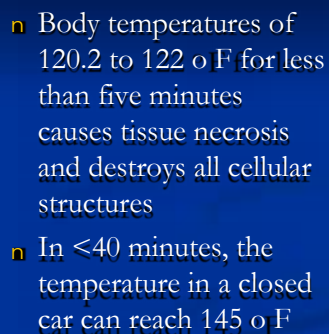 n Body temperatures of
120.2 to 122 o F for less
than five minutes
causes tissue necrosis
and destroys all cellular
structures
n In <40 minutes, the
temperature in a closed
car can reach 145 o F